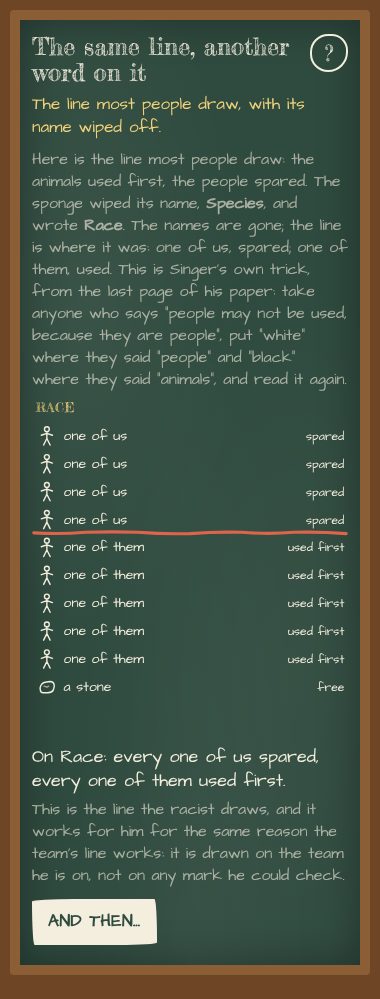 The same line, another
word on it
?
The line most people draw, with its
name wiped off.
Here is the line most people draw: the
animals used first, the people spared. The
sponge wiped its name, Species, and
wrote Race. The names are gone; the line
is where it was: one of us, spared; one of
them, used. This is Singer's own trick,
from the last page of his paper: take
anyone who says "people may not be used,
because they are people", put "white"
where they said "people" and "black"
where they said "animals", and read it again.
RACE
one of us spared
one of us spared
one of us spared
one of us spared
one of them used first
one of them used first
one of them used first
one of them used first
one of them used first
a stone free
On Race: every one of us spared,
every one of them used first.
This is the line the racist draws, and it
works for him for the same reason the
team's line works: it is drawn on the team
he is on, not on any mark he could check.
AND THEN...